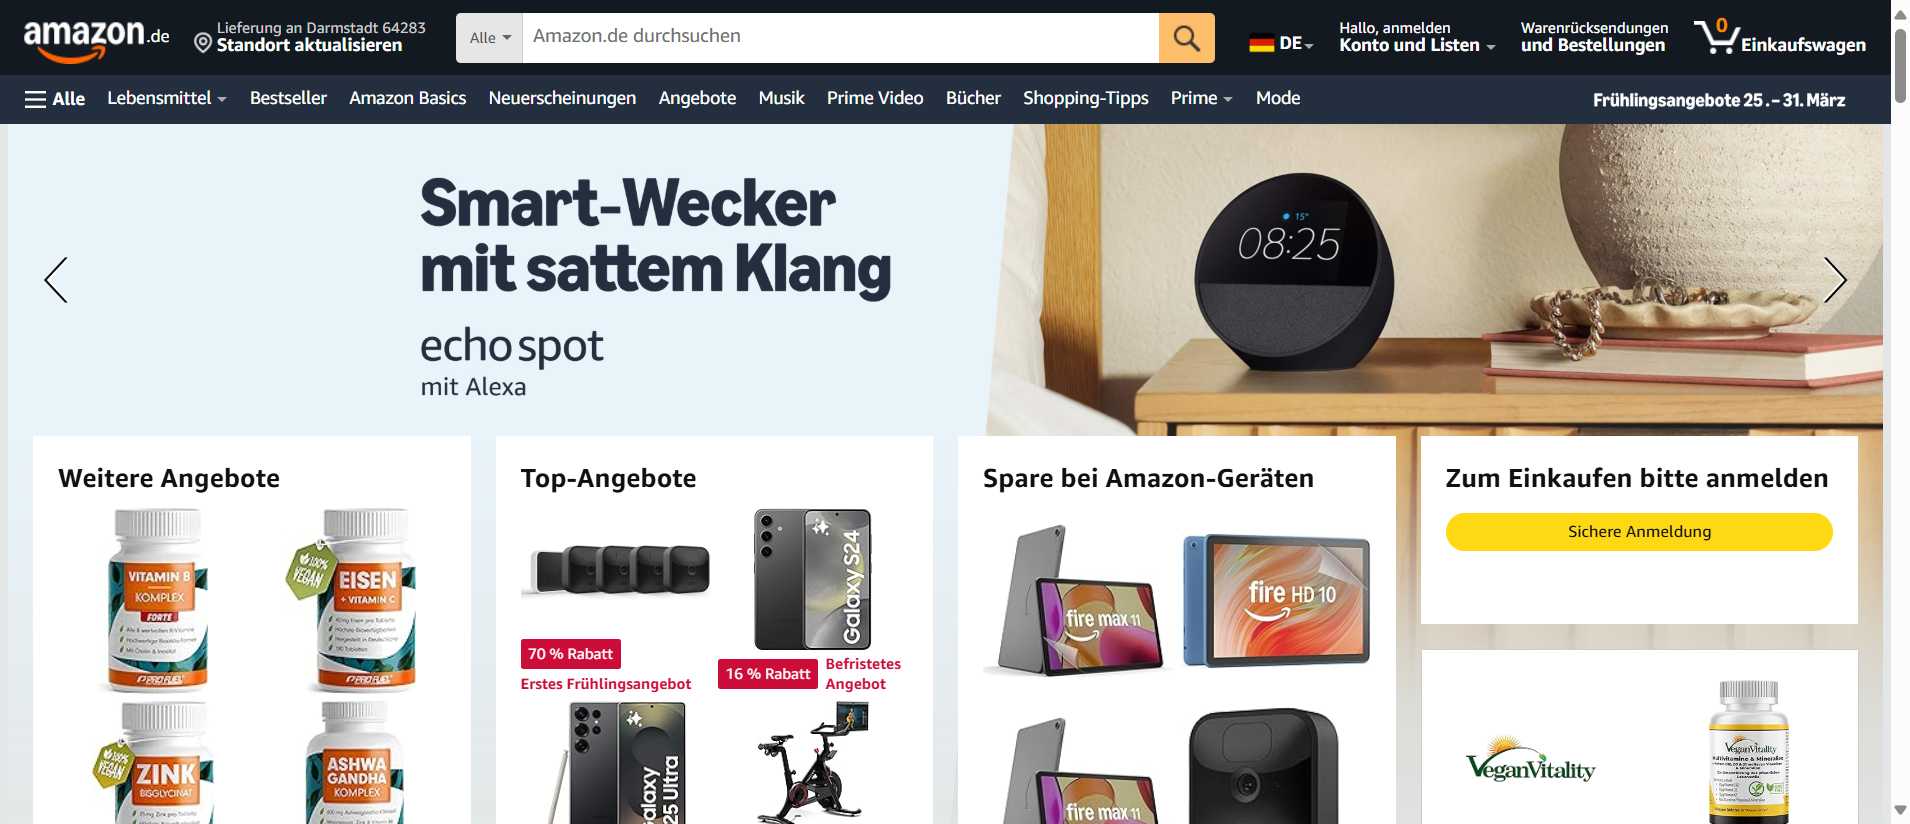 amazon.de
Lieferung an Darmstadt 64283
Standort aktualisieren
Alle
Amazon.de durchsuchen
DE
Hallo, anmelden
Konto und Listen
Warenrücksendungen
und Bestellungen
0
Einkaufswagen
Alle
Lebensmittel
Bestseller
Amazon Basics
Neuerscheinungen
Angebote
Musik
Prime Video
Bücher
Shopping-Tipps
Prime
Mode
Frühlingsangebote 25. – 31. März
Smart-Wecker
mit sattem Klang
echo spot
mit Alexa
15°
08:25
Weitere Angebote
VITAMIN B
KOMPLEX
FORTE
PROFUEL
100%
VEGAN
EISEN
+ VITAMIN C
PROFUEL
100%
VEGAN
ZINK
BISGLYCINAT
ASHWA
GANDHA
KOMPLEX
Top-Angebote
Galaxy S24
70 % Rabatt
Erstes Frühlingsangebot
16 % Rabatt
Befristetes
Angebot
25 Ultra
Spare bei Amazon-Geräten
fire max 11
fire HD 10
fire max 11
Zum Einkaufen bitte anmelden
Sichere Anmeldung
VeganVitality
VeganVitality